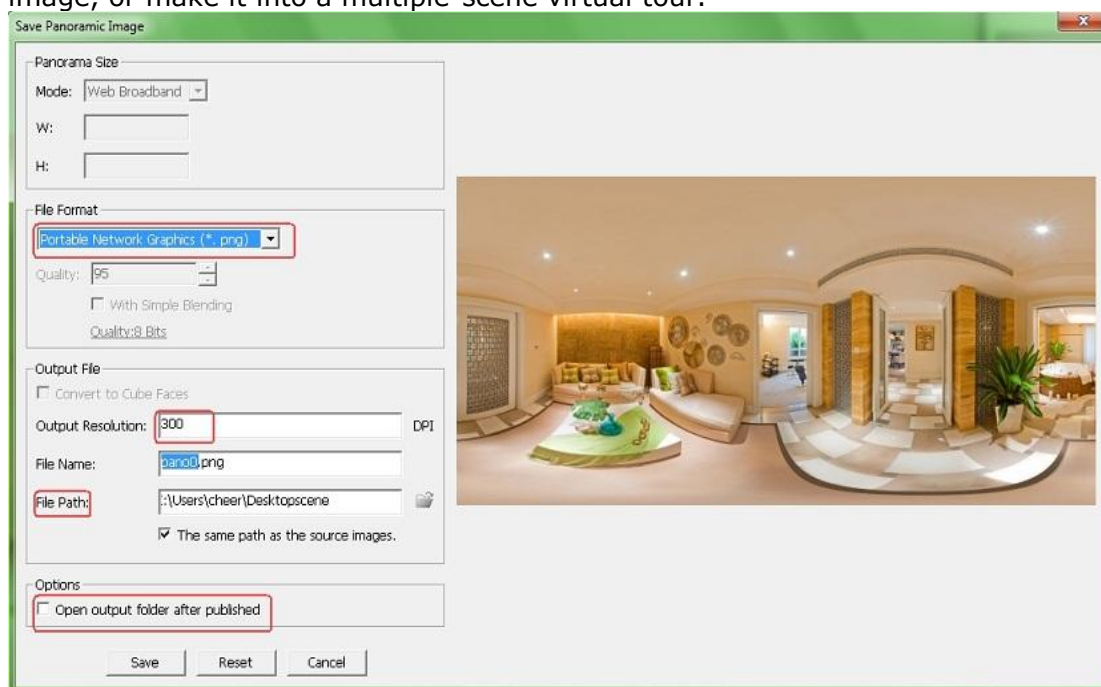 image, or make it into a multiple-scene virtual tour.
Save Panoramic Image
Panorama Size
Mode: Web Broadband
W:
H:
File Format
Portable Network Graphics (*. png)
Quality: 95
With Simple Blending
Quality:8 Bits
Output File
Convert to Cube Faces
Output Resolution: 300 DPI
File Name: pano0.png
File Path: :\Users\cheer\Desktopscene
The same path as the source images.
Options
Open output folder after published
Save Reset Cancel